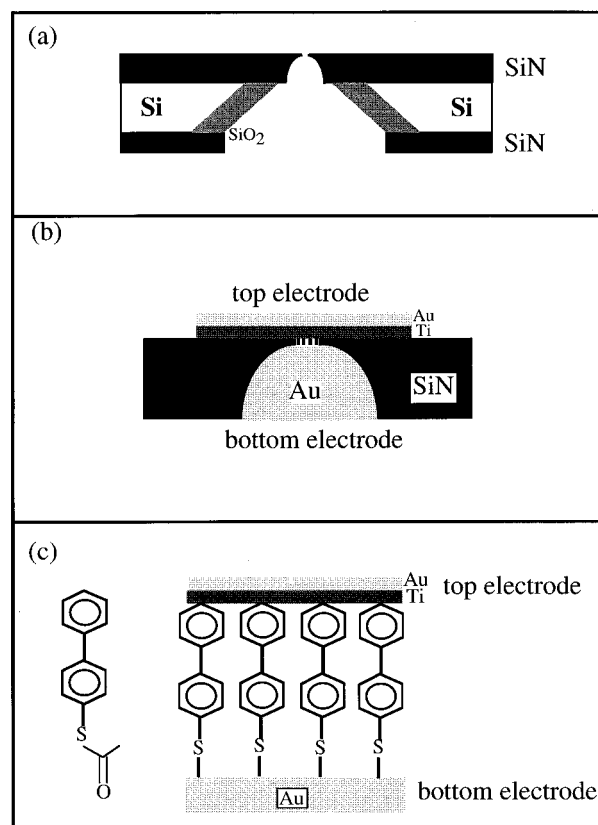 (a)
SiN
Si
Si
SiO2
SiN
(b)
top electrode
Au
Ti
Au
SiN
bottom electrode
(c)
Au
Ti
top electrode
S
O
S
S
S
S
Au
bottom electrode